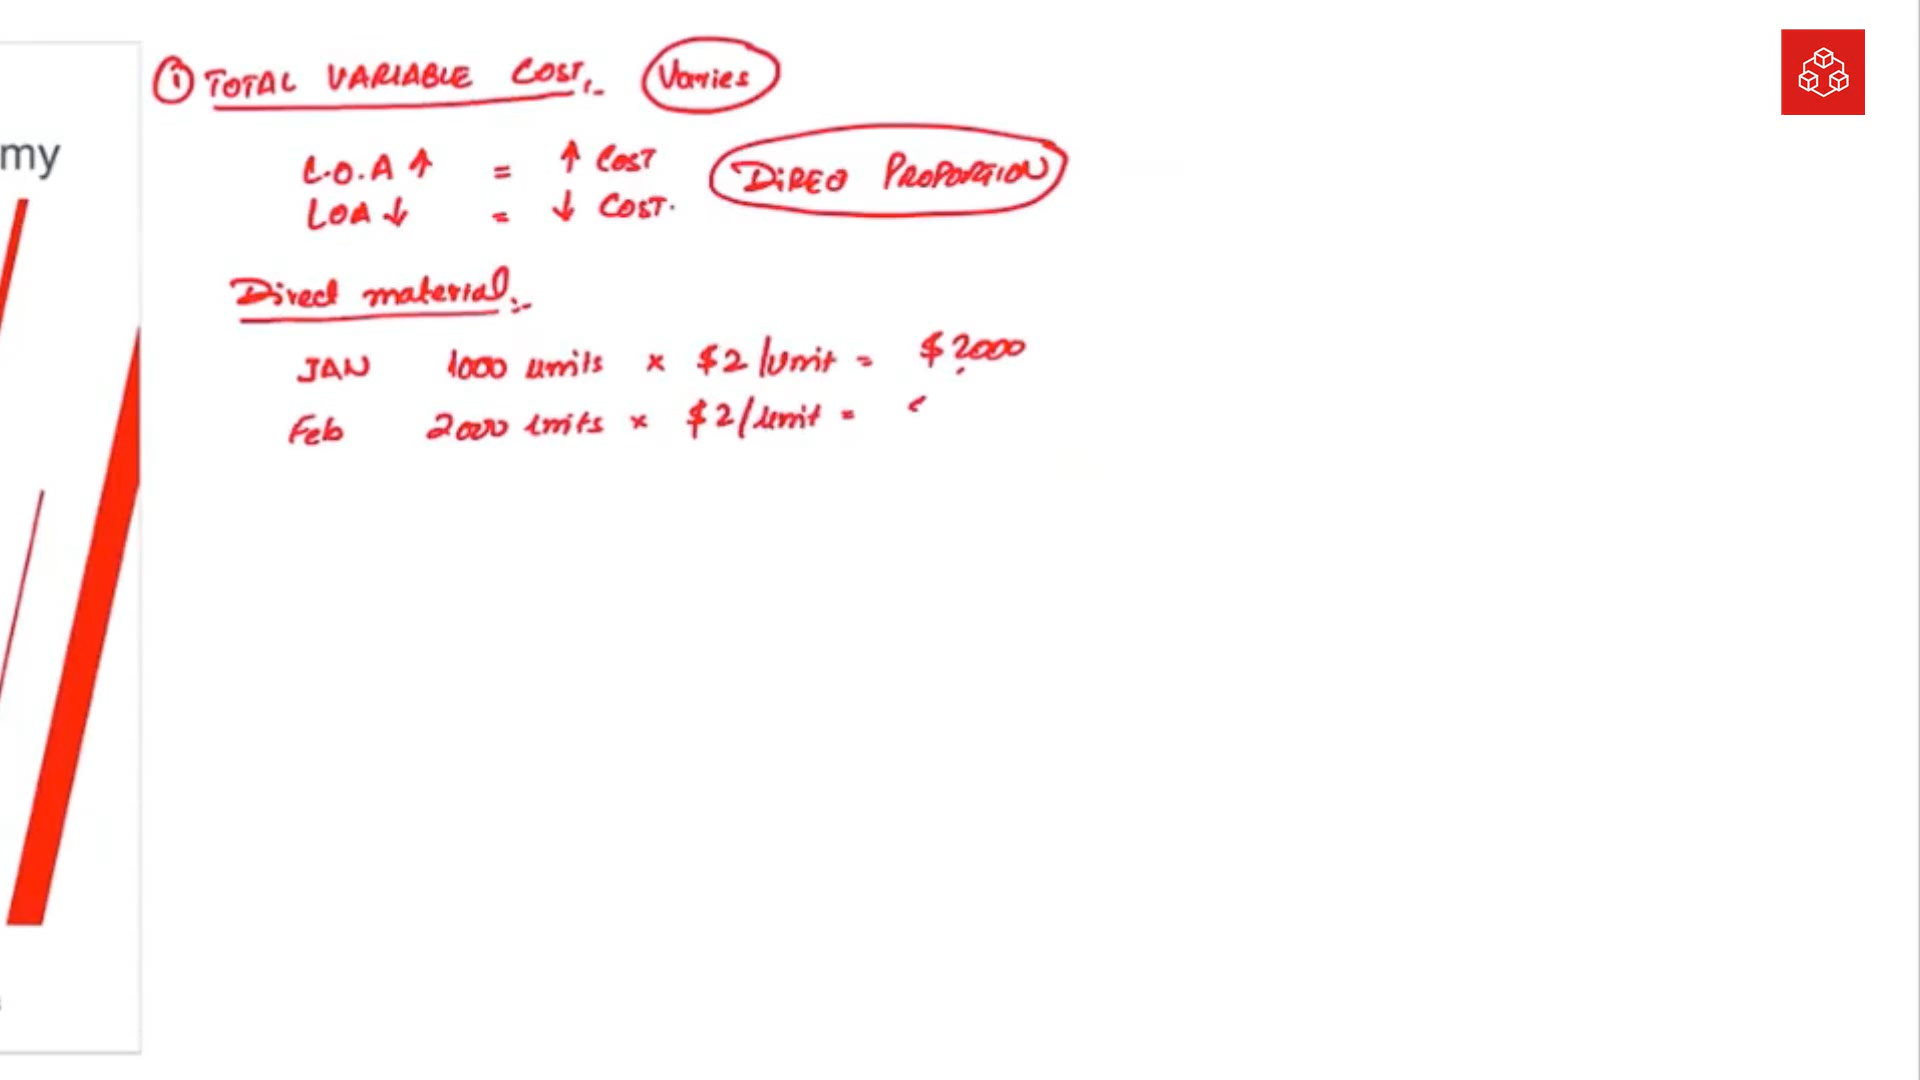 my
① TOTAL VARIABLE COST:- Varies
L.O.A ↑ = ↑ COST
LOA ↓ = ↓ COST. DIRECT PROPORTION
Direct material:-
JAN 1000 units x $2/unit = $2000
Feb 2000 units x $2/unit =